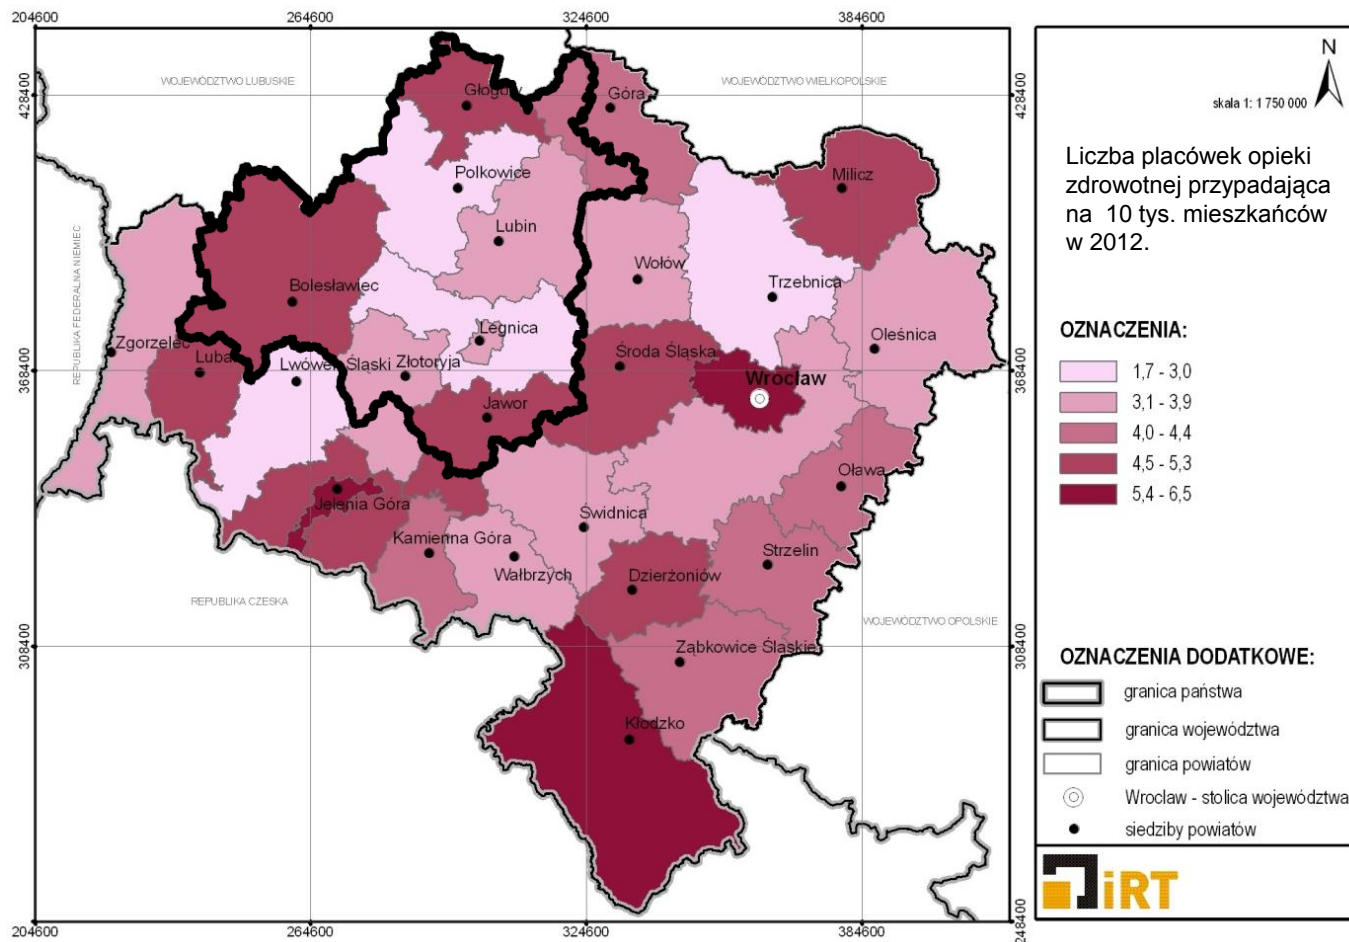 204600
264600
324600
384600
WOJEWÓDZTWO LUBUSKIE
WOJEWÓDZTWO WIELKOPOLSKIE
428400
428400
Głogów
Góra
Polkowice
Milicz
Lubin
REPUBLIKA FEDERALNA NIEMIEC
Wołów
Bolesławiec
Trzebnica
Legnica
Oleśnica
Zgorzelec
Luba
Lwówek Śląski
Złotoryja
Środa Śląska
Wrocław
368400
368400
Jawor
Oława
Jelenia Góra
Świdnica
Kamienna Góra
Strzelin
Wałbrzych
Dzierżoniów
REPUBLIKA CZESKA
WOJEWÓDZTWO OPOLSKIE
308400
308400
Ząbkowice Śląskie
Kłodzko
248400
204600
264600
324600
384600
N
skala 1: 1 750 000
Liczba placówek opieki
zdrowotnej przypadająca
na 10 tys. mieszkańców
w 2012.
OZNACZENIA:
1,7 - 3,0
3,1 - 3,9
4,0 - 4,4
4,5 - 5,3
5,4 - 6,5
OZNACZENIA DODATKOWE:
granica państwa
granica województwa
granica powiatów
Wrocław - stolica województwa
siedziby powiatów
iRT